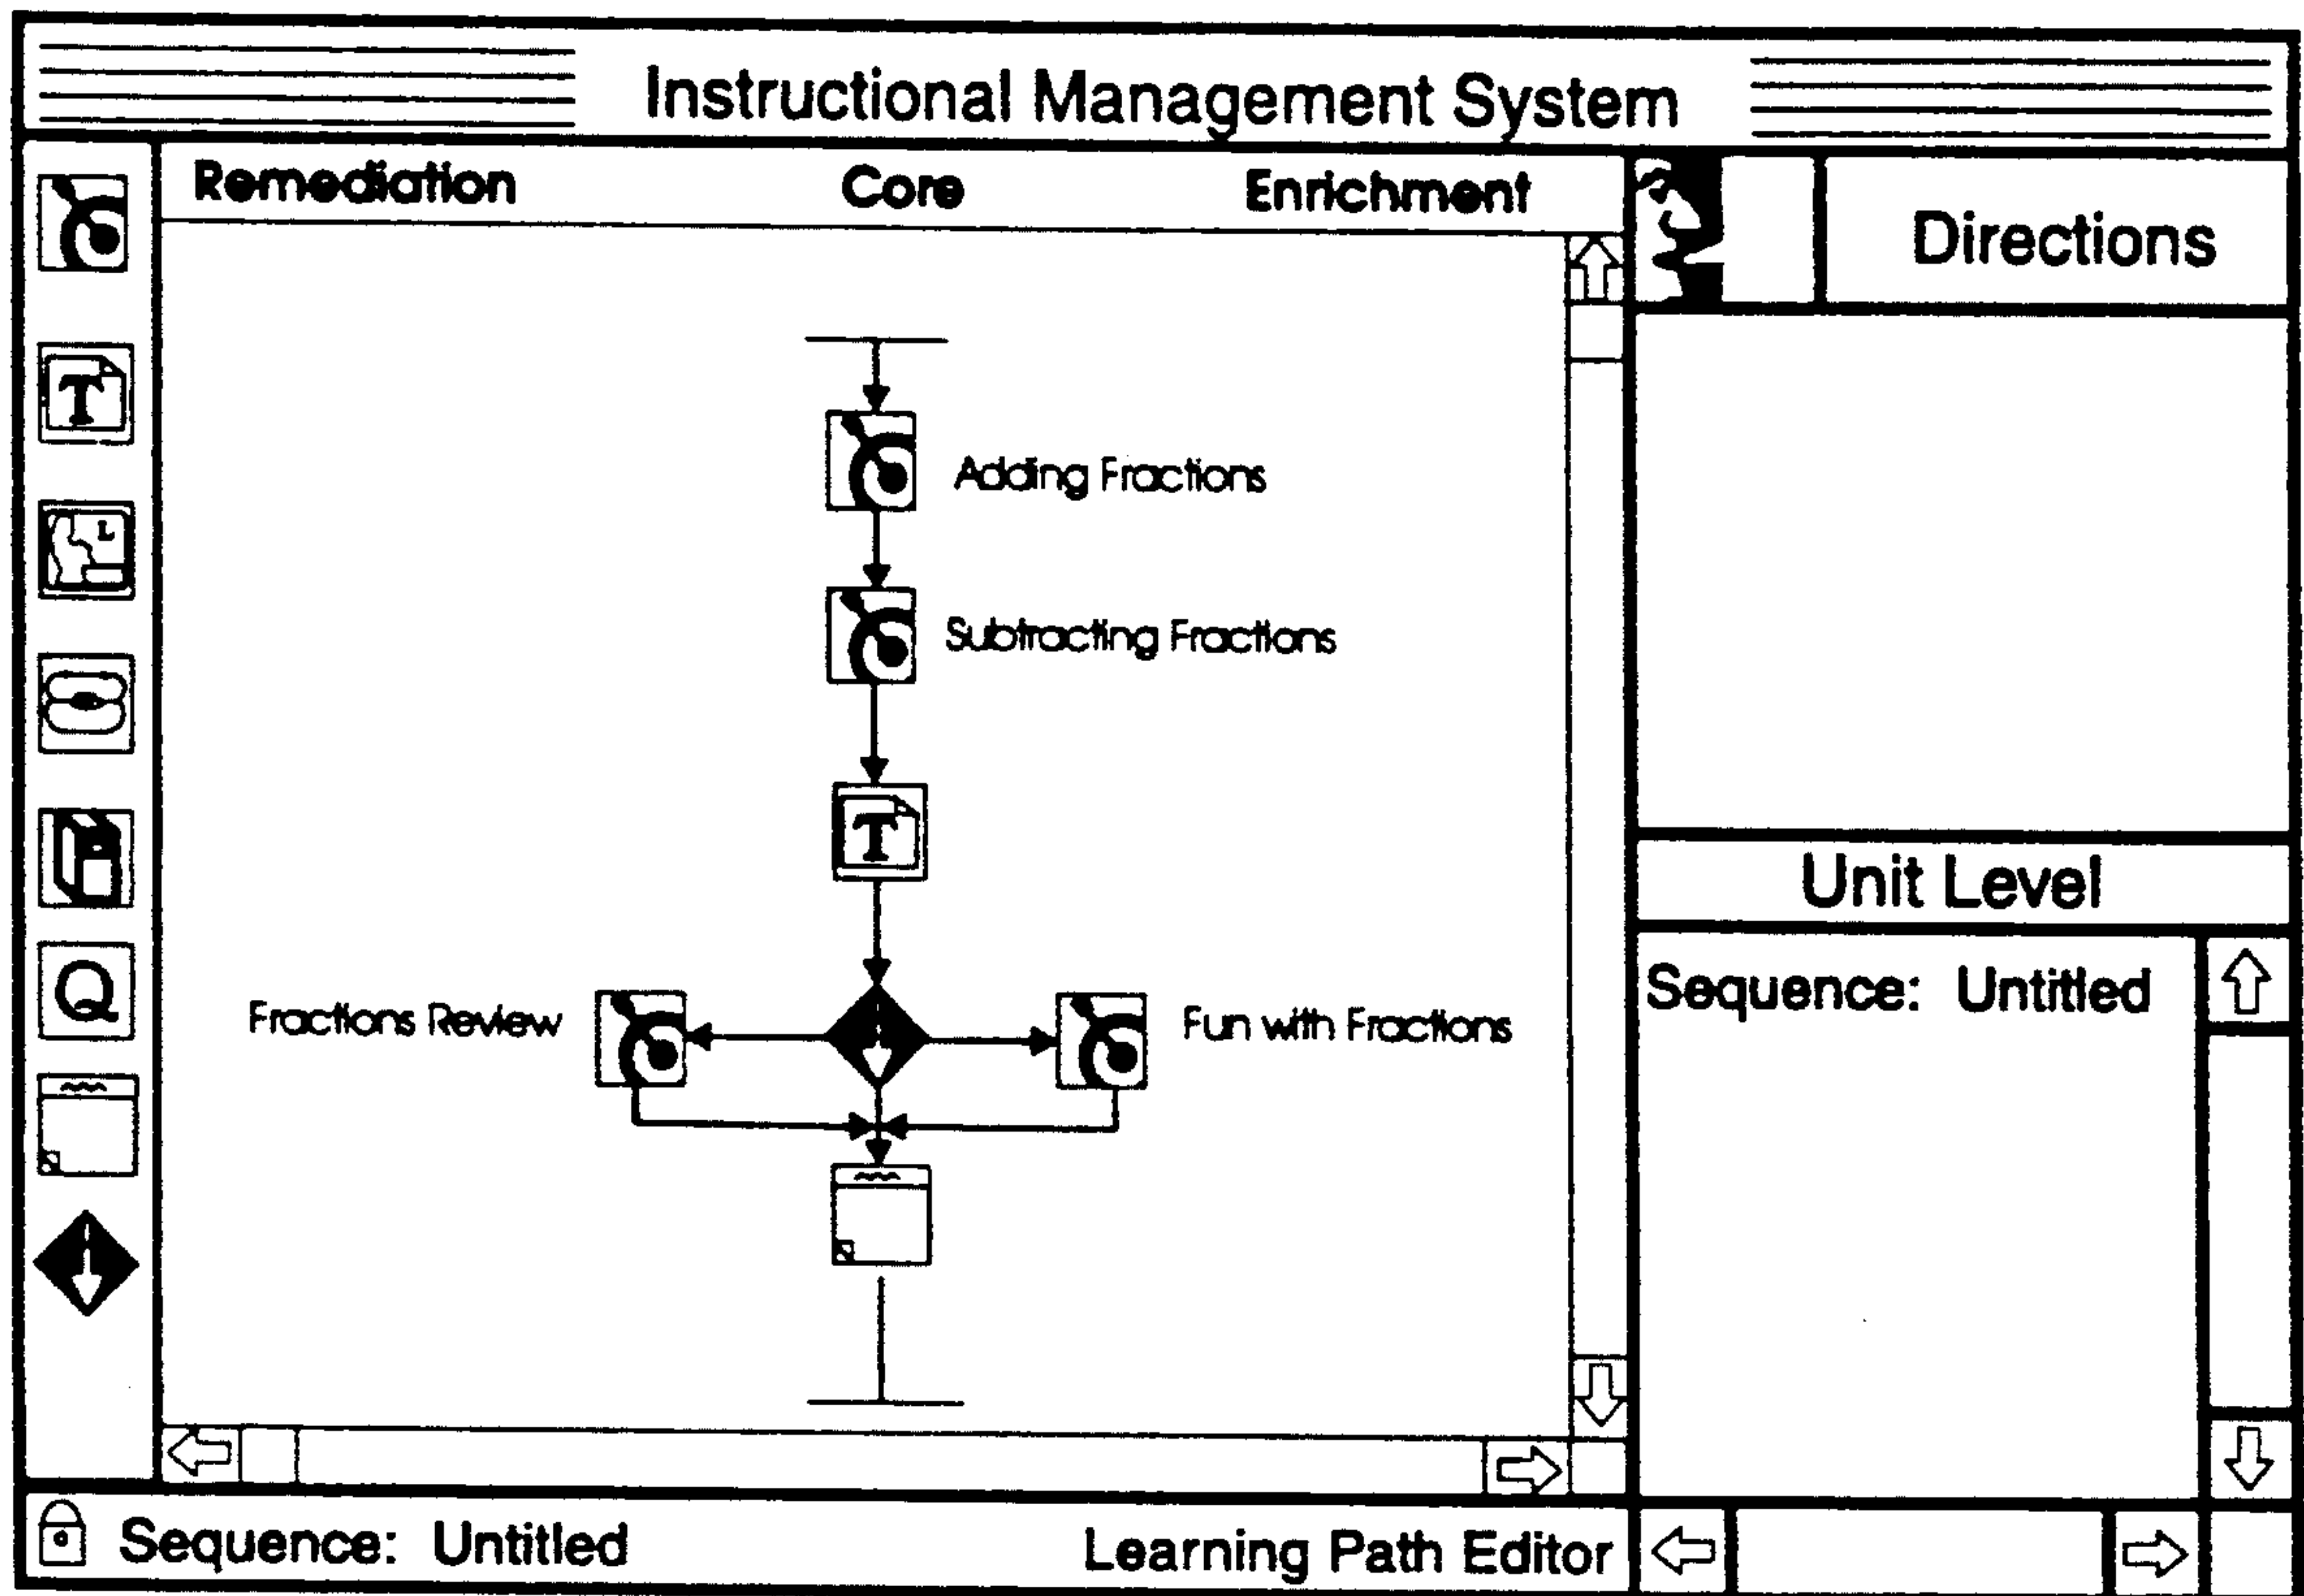 Instructional Management System
Remediation Core Enrichment
Directions
T
Adding Fractions
L
Subtracting Fractions
T
Unit Level
Q
Sequence: Untitled
Fractions Review
Fun with Fractions
Sequence: Untitled
Learning Path Editor